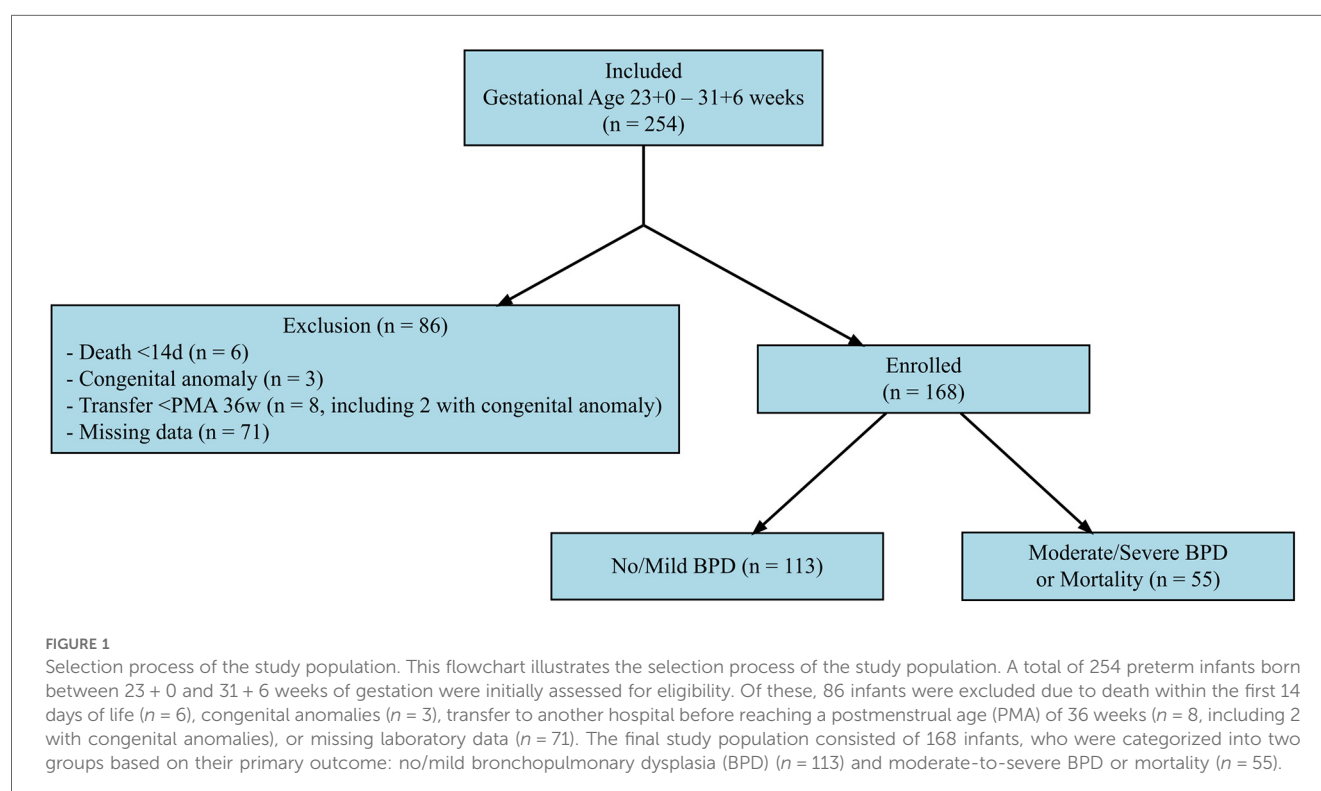 Included
Gestational Age 23+0 – 31+6 weeks
(n = 254)
Exclusion (n = 86)
- Death <14d (n = 6)
- Congenital anomaly (n = 3)
- Transfer <PMA 36w (n = 8, including 2 with congenital anomaly)
- Missing data (n = 71)
Enrolled
(n = 168)
No/Mild BPD (n = 113)
Moderate/Severe BPD
or Mortality (n = 55)
FIGURE 1
Selection process of the study population. This flowchart illustrates the selection process of the study population. A total of 254 preterm infants born
between 23 + 0 and 31 + 6 weeks of gestation were initially assessed for eligibility. Of these, 86 infants were excluded due to death within the first 14
days of life (n = 6), congenital anomalies (n = 3), transfer to another hospital before reaching a postmenstrual age (PMA) of 36 weeks (n = 8, including 2
with congenital anomalies), or missing laboratory data (n = 71). The final study population consisted of 168 infants, who were categorized into two
groups based on their primary outcome: no/mild bronchopulmonary dysplasia (BPD) (n = 113) and moderate-to-severe BPD or mortality (n = 55).